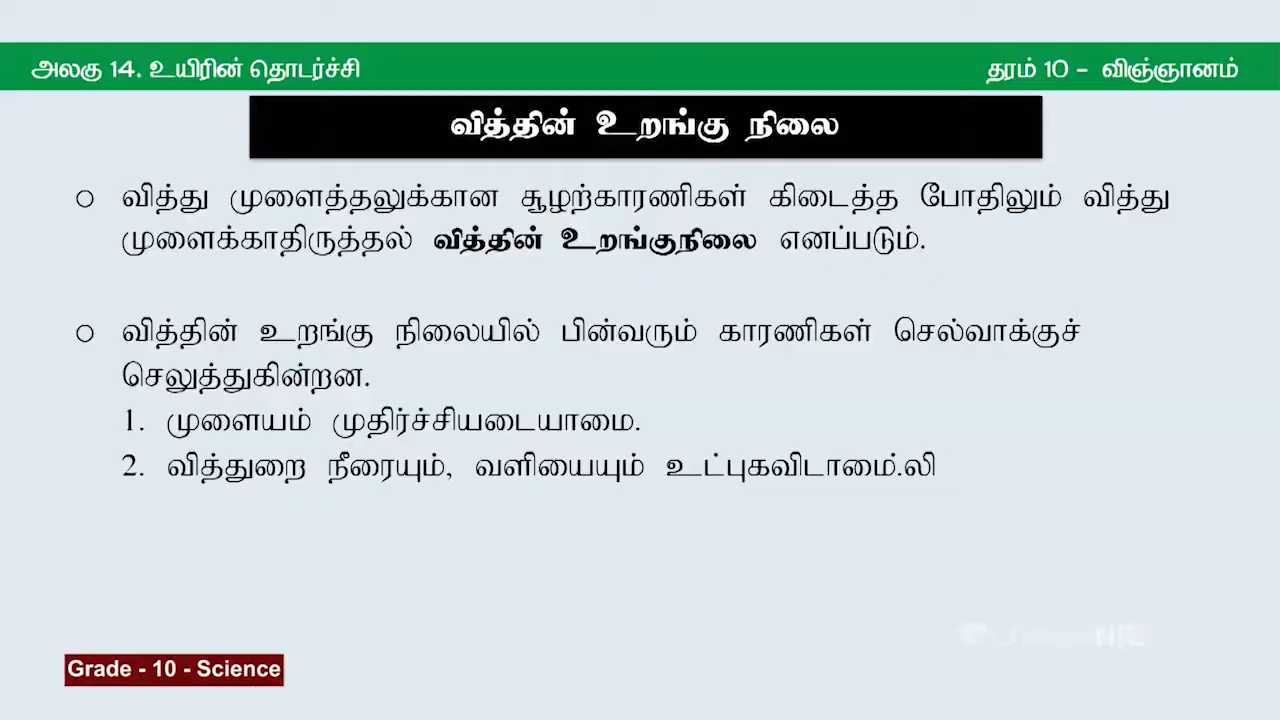 அலகு 14. உயிரின் தொடர்ச்சி
தரம் 10 – விஞ்ஞானம்
வித்தின் உறங்கு நிலை
○ வித்து முளைத்தலுக்கான சூழற்காரணிகள் கிடைத்த போதிலும் வித்து
முளைக்காதிருத்தல் வித்தின் உறங்குநிலை எனப்படும்.
○ வித்தின் உறங்கு நிலையில் பின்வரும் காரணிகள் செல்வாக்குச்
செலுத்துகின்றன.
1. முளையம் முதிர்ச்சியடையாமை.
2. வித்துறை நீரையும், வளியையும் உட்புகவிடாமை்.லி
Grade - 10 - Science